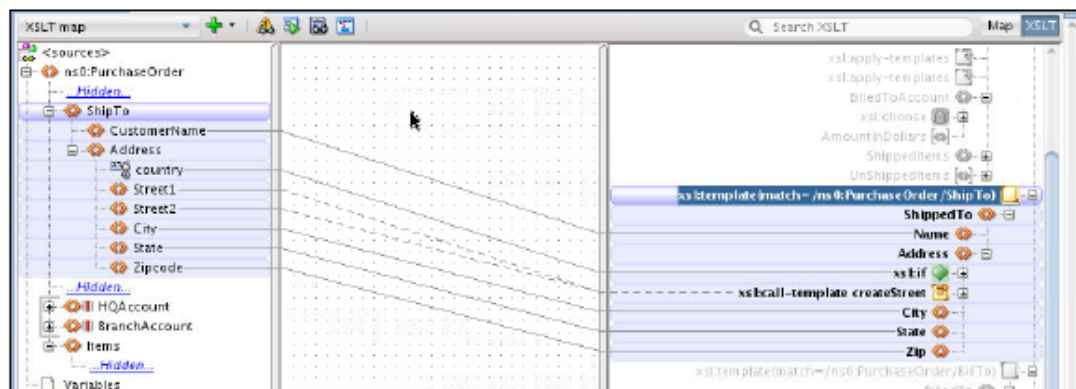 XSLT map
Search XSLT
Map
XSLT
<sources>
ns0:PurchaseOrder
...Hidden...
ShipTo
CustomerName
Address
country
Street1
Street2
City
State
Zipcode
...Hidden...
HQAccount
BranchAccount
Items
...Hidden...
Variables
xsl:apply-templates
xsl:apply-templates
BilledToAccount
xsl:choose
AmountInDollars
ShippedItems
UnShippedItems
xsl:template(match=/ns0:PurchaseOrder/ShipTo)
ShippedTo
Name
Address
xsl:if
xsl:call-template createStreet
City
State
Zip
xsl:template(match=/ns0:PurchaseOrder/BillTo)